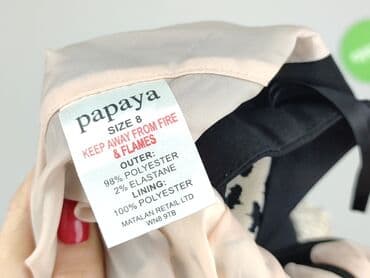 papaya
SIZE 8
KEEP AWAY FROM FIRE
& FLAMES
OUTER:
98% POLYESTER
2% ELASTANE
LINING:
100% POLYESTER
MATALAN RETAIL LTD
WN8 9TB